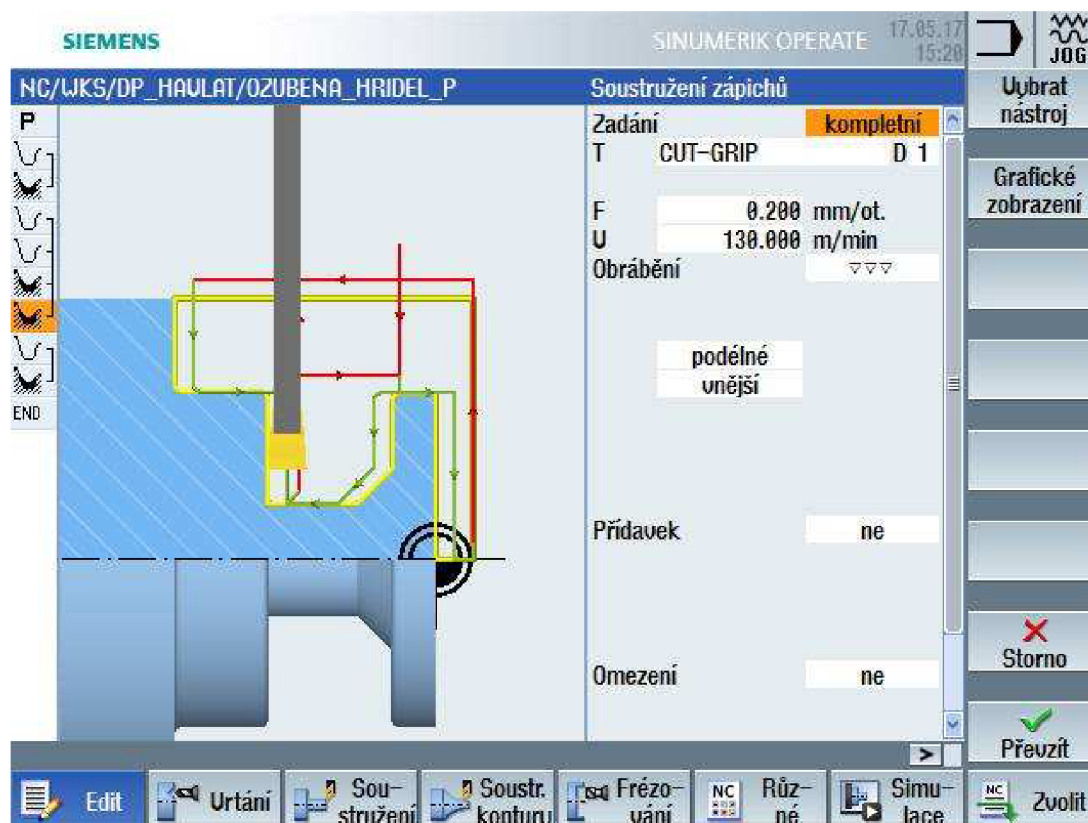 SIEMENS
SINUMERIK OPERATE
17.05.17
15:20
JOG
NC/WKS/DP_HAVLAT/OZUBENA_HRIDEL_P
Soustružení zápichů
Vybrat
nástroj
P
END
Zadání kompletní
T CUT-GRIP D 1
F 0.200 mm/ot.
V 130.000 m/min
Obrábění ▽▽▽
podélné
vnější
Přídavek ne
Omezení ne
Grafické
zobrazení
Storno
Převzít
>
Edit
Vrtání
Sou-
stružení
Soustr.
konturu
Frézo-
vání
NC
Růz-
né
Simu-
lace
NC
Zvolit